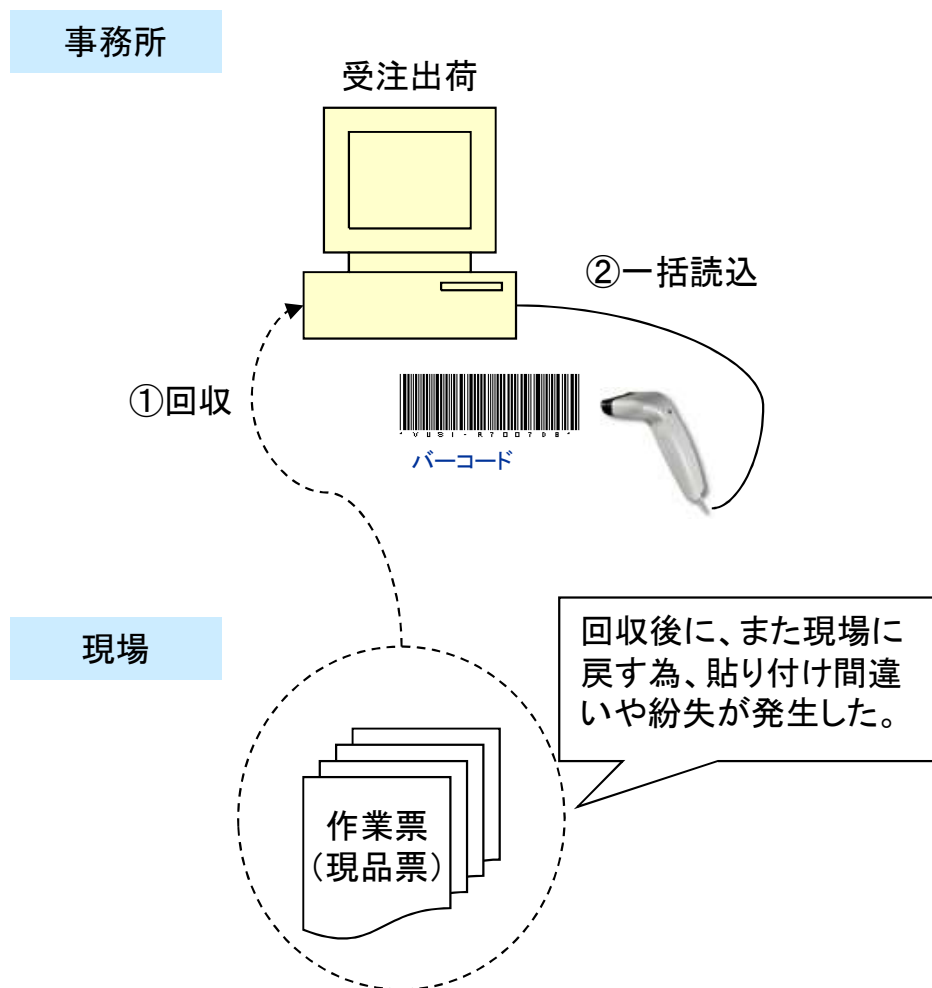 事務所
受注出荷
②一括読込
①回収
バーコード
現場
回収後に、また現場に
戻す為、貼り付け間違
いや紛失が発生した。
作業票
(現品票)